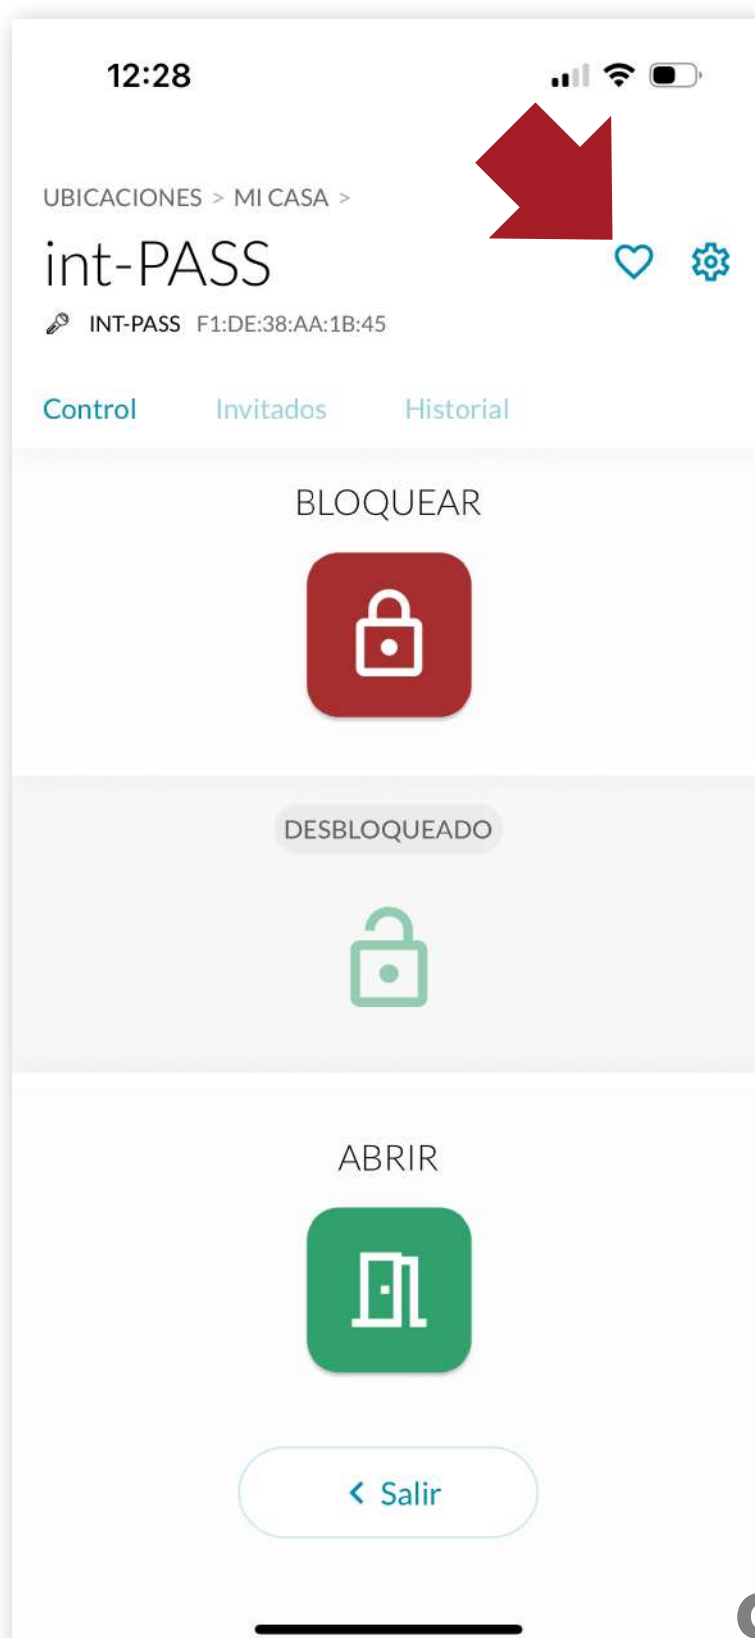 12:28
UBICACIONES > MI CASA >
int-PASS
INT-PASS F1:DE:38:AA:1B:45
Control Invitados Historial
BLOQUEAR
DESBLOQUEADO
ABRIR
< Salir